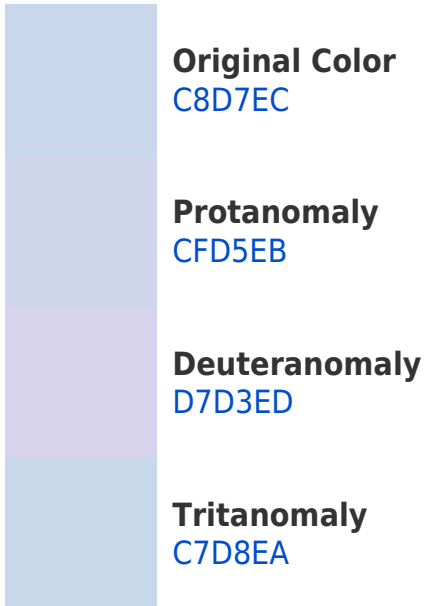 Original Color
C8D7EC
Protanomaly
CFD5EB
Deuteranomaly
D7D3ED
Tritanomaly
C7D8EA